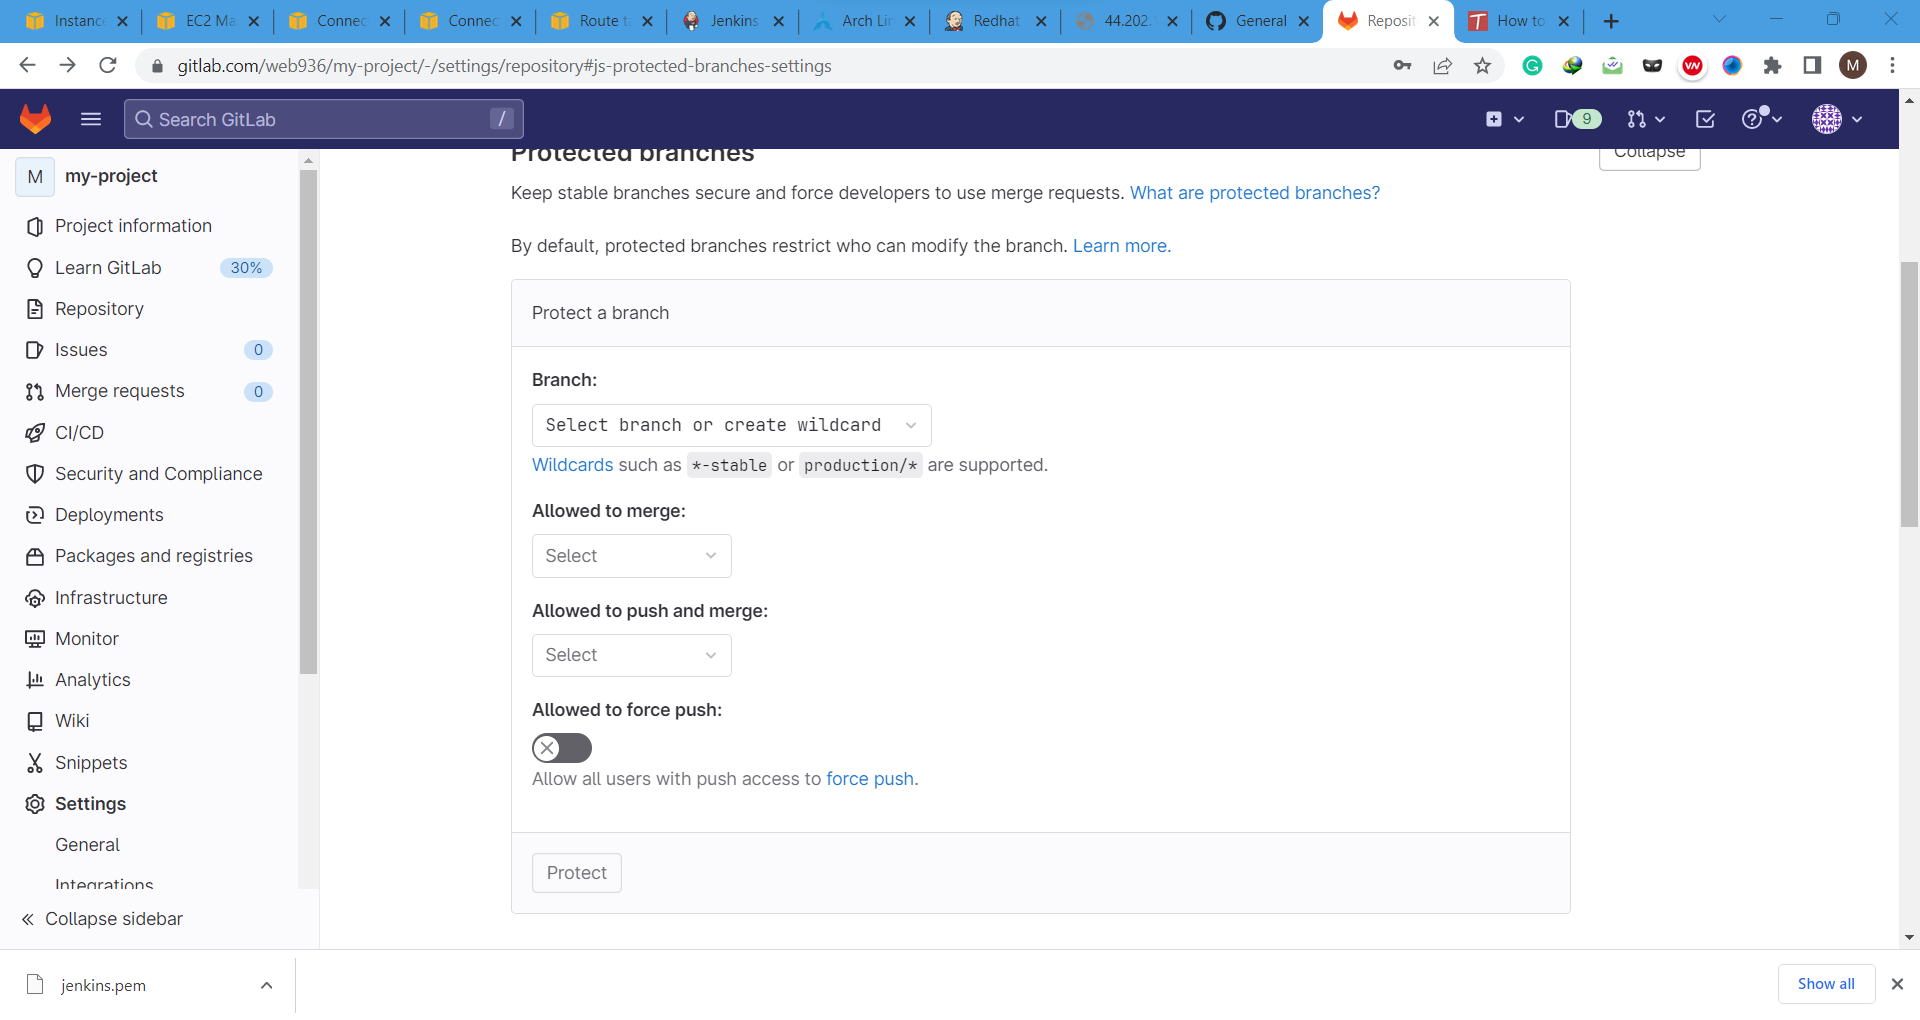 Instance
EC2 Ma
Connec
Connec
Route ta
Jenkins
Arch Lin
Redhat
44.202.
General
Reposit
How to
gitlab.com/web936/my-project/-/settings/repository#js-protected-branches-settings
M
Search GitLab
/
9
M my-project
Project information
Learn GitLab 30%
Repository
Issues 0
Merge requests 0
CI/CD
Security and Compliance
Deployments
Packages and registries
Infrastructure
Monitor
Analytics
Wiki
Snippets
Settings
General
Integrations
Collapse sidebar
Protected branches
Collapse
Keep stable branches secure and force developers to use merge requests. What are protected branches?
By default, protected branches restrict who can modify the branch. Learn more.
Protect a branch
Branch:
Select branch or create wildcard
Wildcards such as *-stable or production/* are supported.
Allowed to merge:
Select
Allowed to push and merge:
Select
Allowed to force push:
Allow all users with push access to force push.
Protect
jenkins.pem
Show all